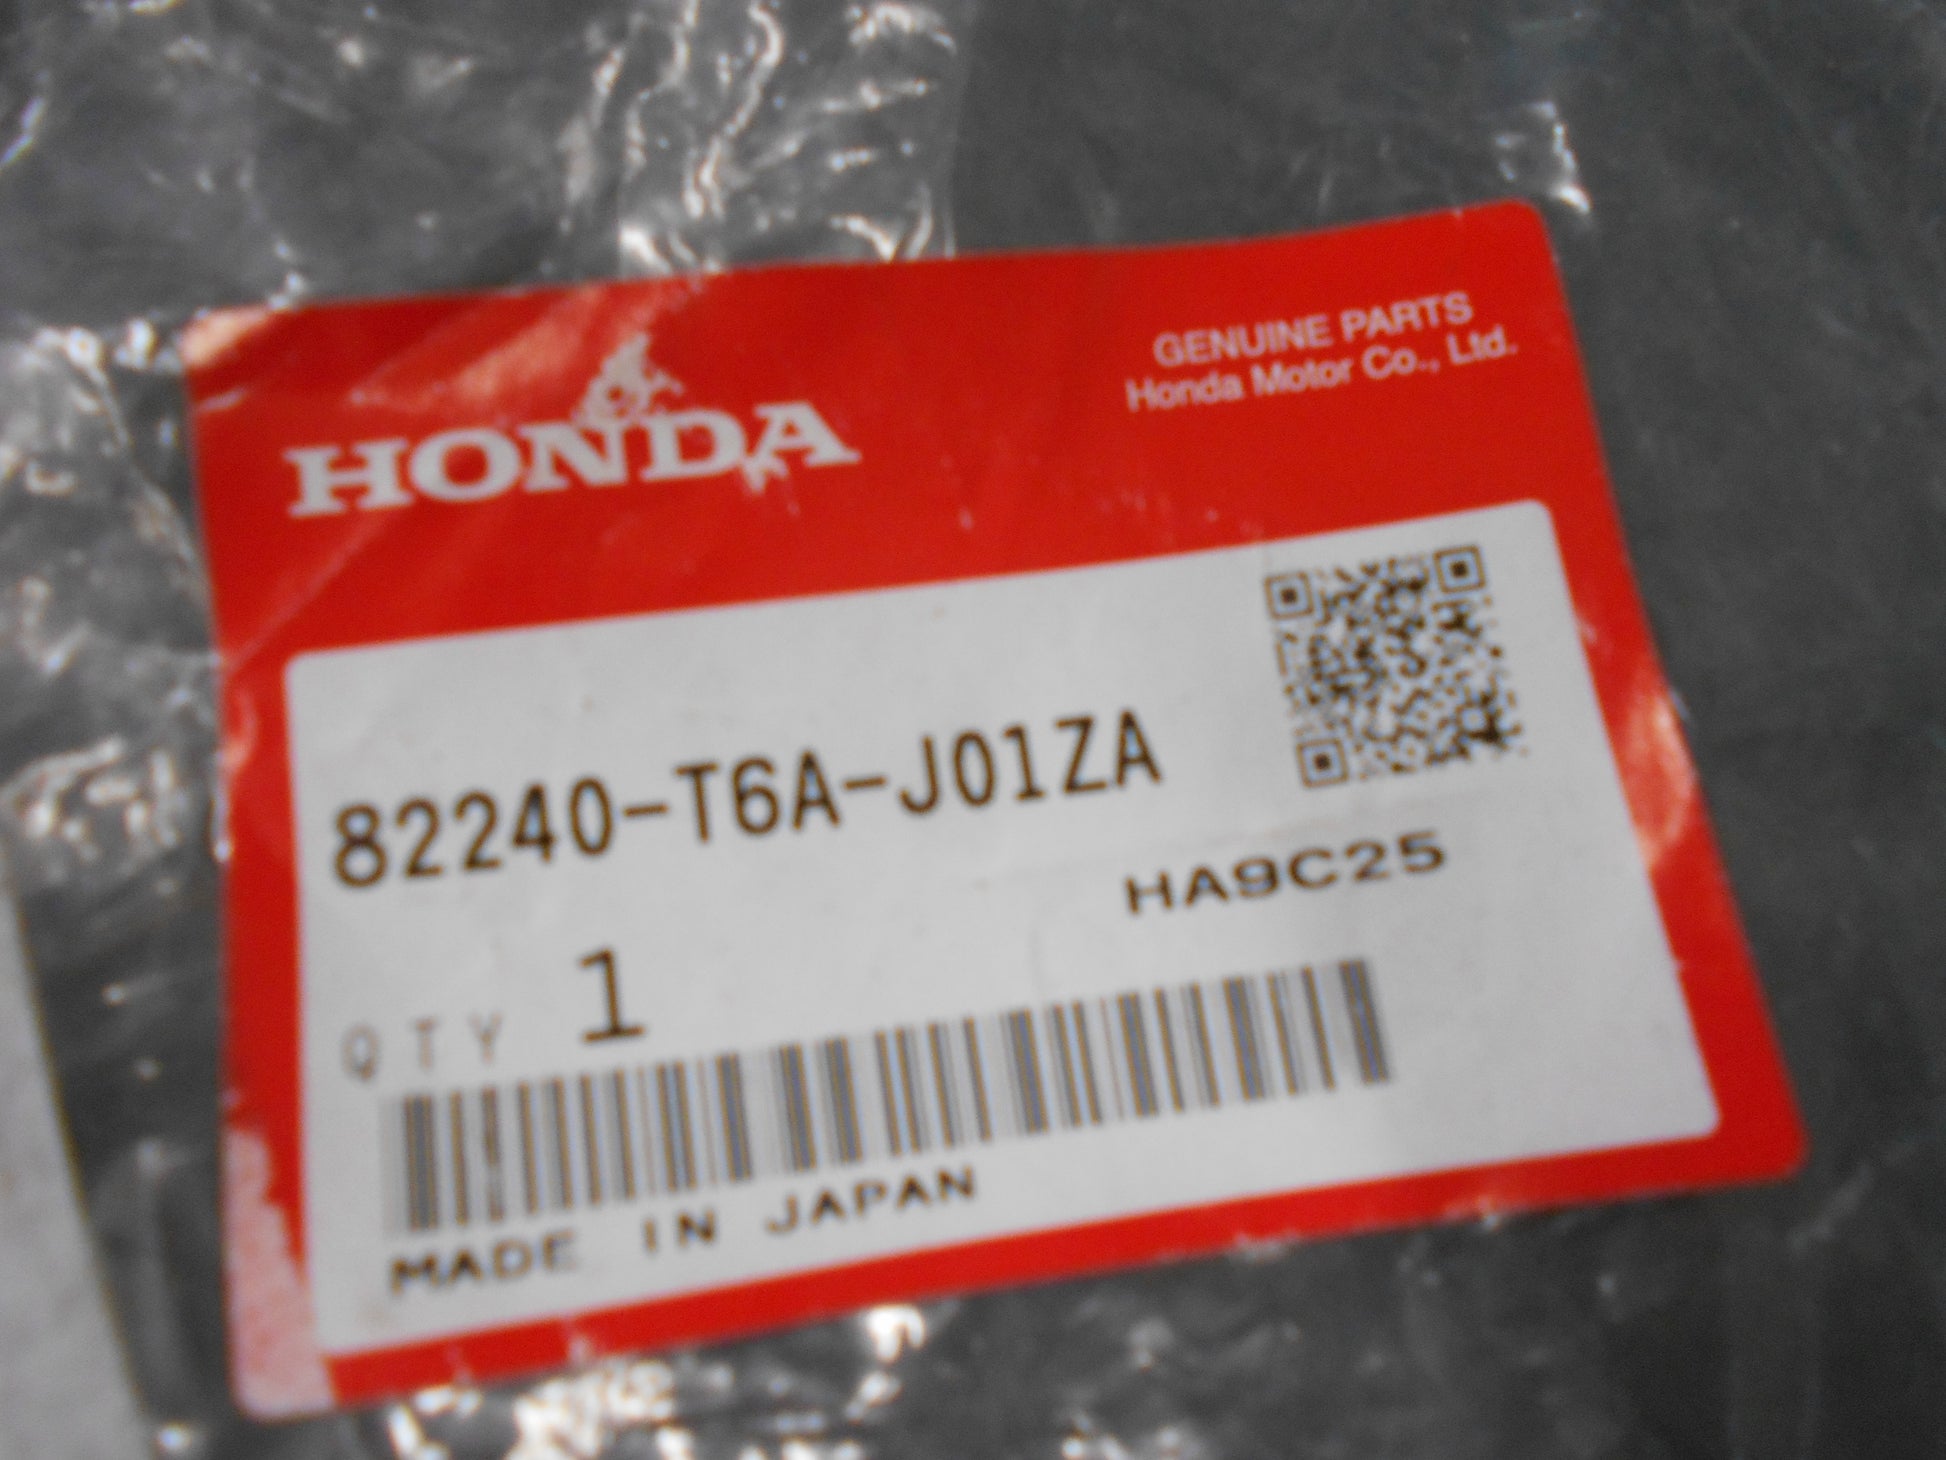 HONDA
GENUINE PARTS
Honda Motor Co., Ltd.
82240-T6A-J01ZA
HA9C25
QTY 1
MADE IN JAPAN